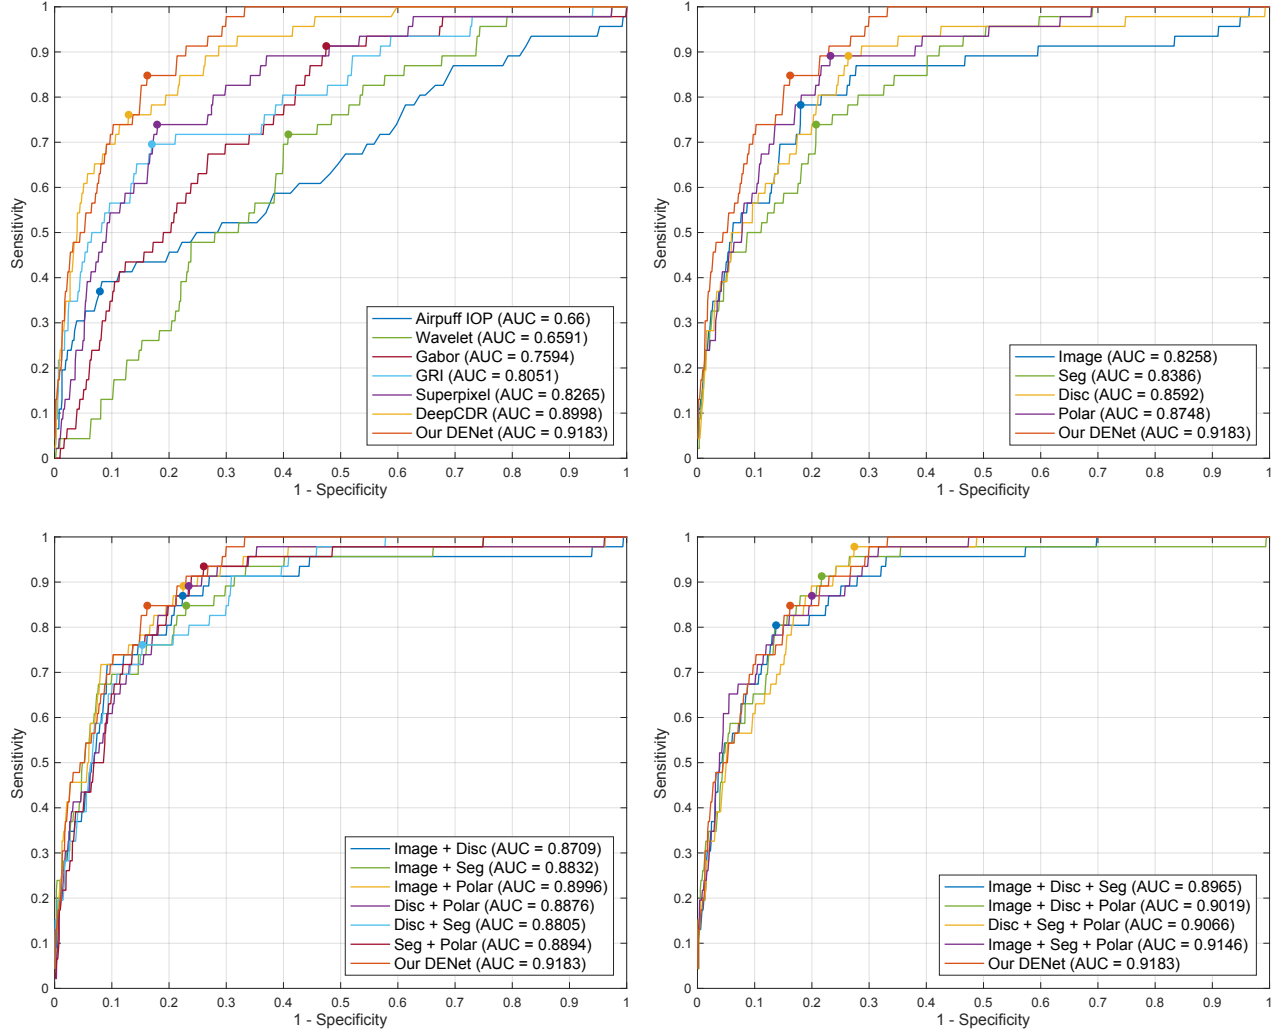 1
0.9
0.8
0.7
0.6
0.5
0.4
0.3
0.2
0.1
0
Sensitivity
Airpuff IOP (AUC = 0.66)
Wavelet (AUC = 0.6591)
Gabor (AUC = 0.7594)
GRI (AUC = 0.8051)
Superpixel (AUC = 0.8265)
DeepCDR (AUC = 0.8998)
Our DENet (AUC = 0.9183)
0 0.1 0.2 0.3 0.4 0.5 0.6 0.7 0.8 0.9 1
1 - Specificity
1
0.9
0.8
0.7
0.6
0.5
0.4
0.3
0.2
0.1
0
Sensitivity
Image (AUC = 0.8258)
Seg (AUC = 0.8386)
Disc (AUC = 0.8592)
Polar (AUC = 0.8748)
Our DENet (AUC = 0.9183)
0 0.1 0.2 0.3 0.4 0.5 0.6 0.7 0.8 0.9 1
1 - Specificity
1
0.9
0.8
0.7
0.6
0.5
0.4
0.3
0.2
0.1
0
Sensitivity
Image + Disc (AUC = 0.8709)
Image + Seg (AUC = 0.8832)
Image + Polar (AUC = 0.8996)
Disc + Polar (AUC = 0.8876)
Disc + Seg (AUC = 0.8805)
Seg + Polar (AUC = 0.8894)
Our DENet (AUC = 0.9183)
0 0.1 0.2 0.3 0.4 0.5 0.6 0.7 0.8 0.9 1
1 - Specificity
1
0.9
0.8
0.7
0.6
0.5
0.4
0.3
0.2
0.1
0
Sensitivity
Image + Disc + Seg (AUC = 0.8965)
Image + Disc + Polar (AUC = 0.9019)
Disc + Seg + Polar (AUC = 0.9066)
Image + Seg + Polar (AUC = 0.9146)
Our DENet (AUC = 0.9183)
0 0.1 0.2 0.3 0.4 0.5 0.6 0.7 0.8 0.9 1
1 - Specificity